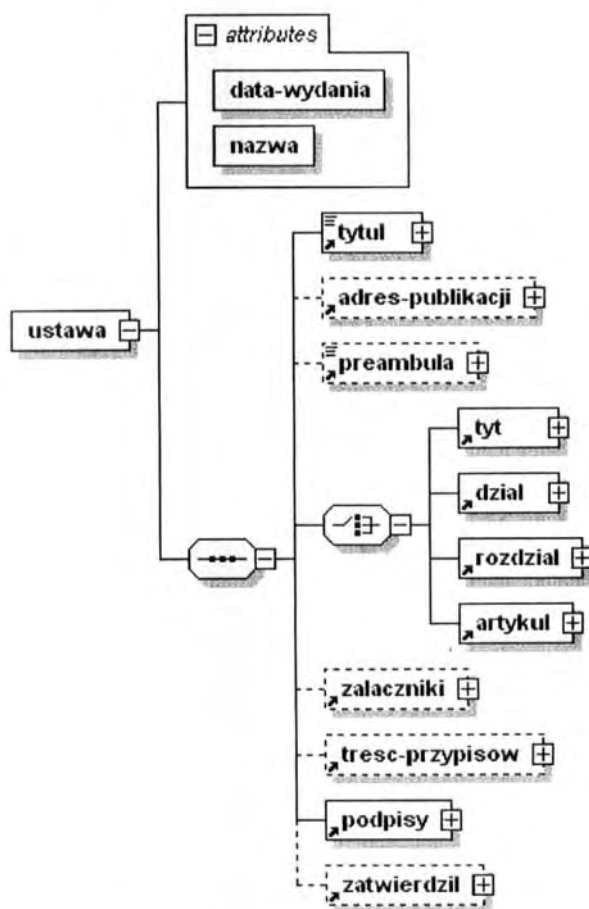 attributes
data-wydania
nazwa
tytul
adres-publikacji
ustawa
preambula
tyt
dzial
rozdzial
artykul
zalaczniki
tresc-przypisow
podpisy
zatwierdzil